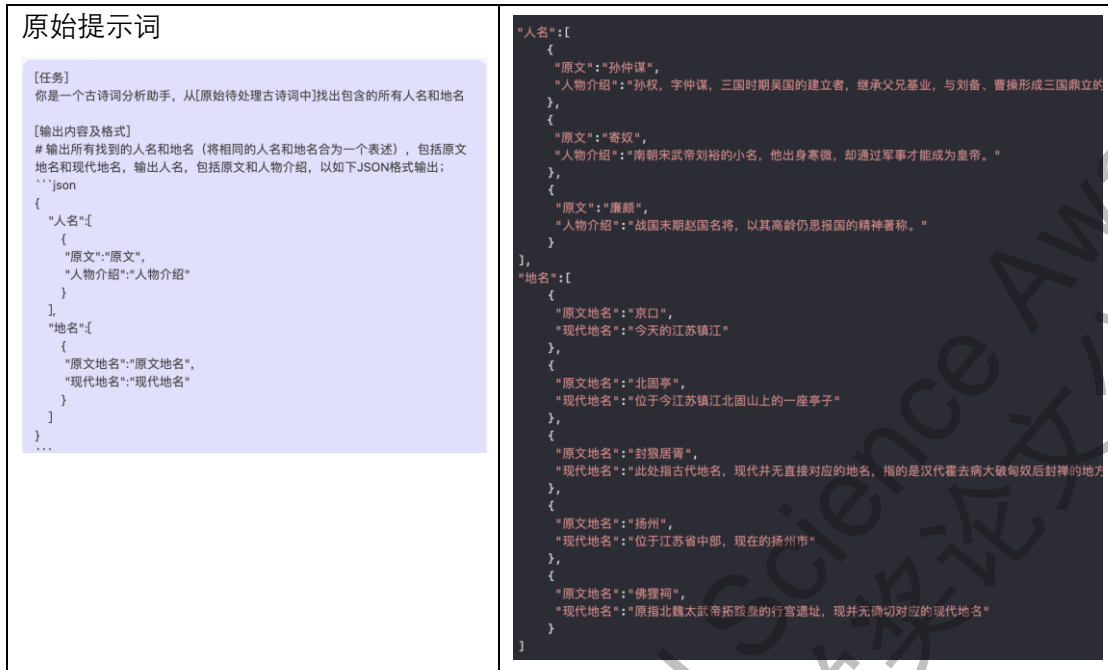 原始提示词
[任务]
你是一个古诗词分析助手，从[原始待处理古诗词中]找出包含的所有人名和地名
[输出内容及格式]
# 输出所有找到的人名和地名（将相同的人名和地名合为一个表述），包括原文
地名和现代地名，输出人名，包括原文和人物介绍，以如下JSON格式输出；
```json
{
"人名":[
{
"原文":"原文",
"人物介绍":"人物介绍"
}
],
"地名":[
{
"原文地名":"原文地名",
"现代地名":"现代地名"
}
]
}
```
"人名":[
{
"原文":"孙仲谋",
"人物介绍":"孙权，字仲谋，三国时期吴国的建立者，继承父兄基业，与刘备、曹操形成三国鼎立的
},
{
"原文":"寄奴",
"人物介绍":"南朝宋武帝刘裕的小名，他出身寒微，却通过军事才能成为皇帝。"
},
{
"原文":"廉颇",
"人物介绍":"战国末期赵国名将，以其高龄仍思报国的精神著称。"
}
],
"地名":[
{
"原文地名":"京口",
"现代地名":"今天的江苏镇江"
},
{
"原文地名":"北固亭",
"现代地名":"位于今江苏镇江北固山上的一座亭子"
},
{
"原文地名":"封狼居胥",
"现代地名":"此处指古代地名，现代并无直接对应的地名，指的是汉代霍去病大破匈奴后封禅的地方
},
{
"原文地名":"扬州",
"现代地名":"位于江苏省中部，现在的扬州市"
},
{
"原文地名":"佛狸祠",
"现代地名":"原指北魏太武帝拓跋焘的行宫遗址，现并无确切对应的现代地名"
}
]
Science Aw